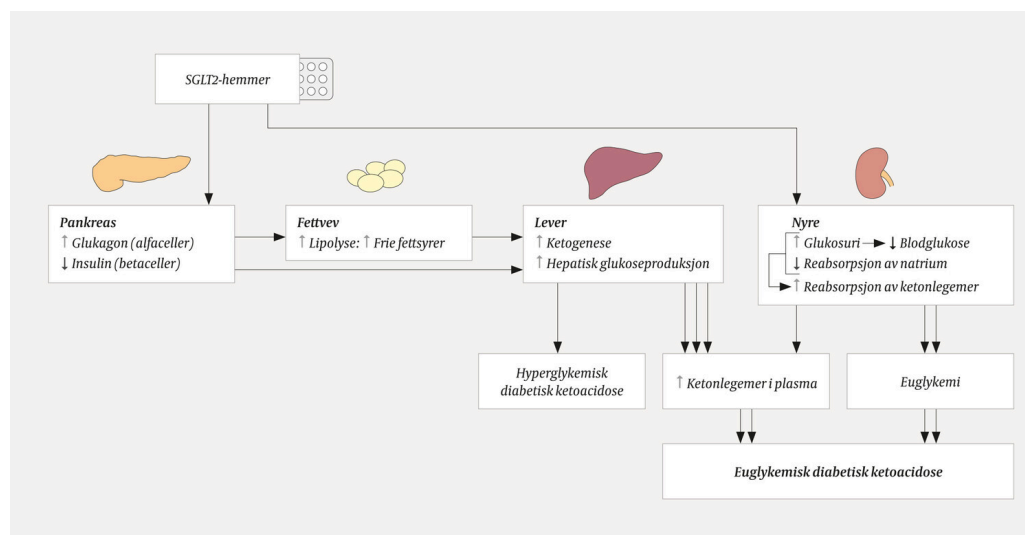 SGLT2-hemmer
Pankreas
↑ Glukagon (alfaceller)
↓ Insulin (betaceller)
Fettvev
↑ Lipolyse: ↑ Frie fettsyrer
Lever
↑ Ketogenese
↑ Hepatisk glukoseproduksjon
Nyre
↑ Glukosuri → ↓ Blodglukose
↓ Reabsorpsjon av natrium
↑ Reabsorpsjon av ketonlegemer
Hyperglykemisk
diabetisk ketoacidose
↑ Ketonlegemer i plasma
Euglykemi
Euglykemisk diabetisk ketoacidose